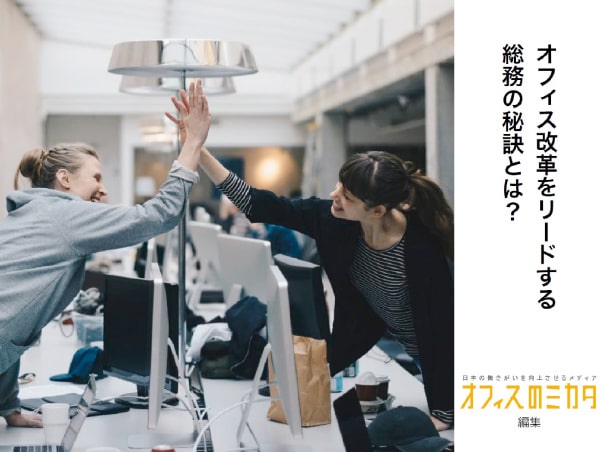 オフィス改革をリードする
総務の秘訣とは？
日本の働きがいを向上させるメディア
オフィスのミカタ
編集